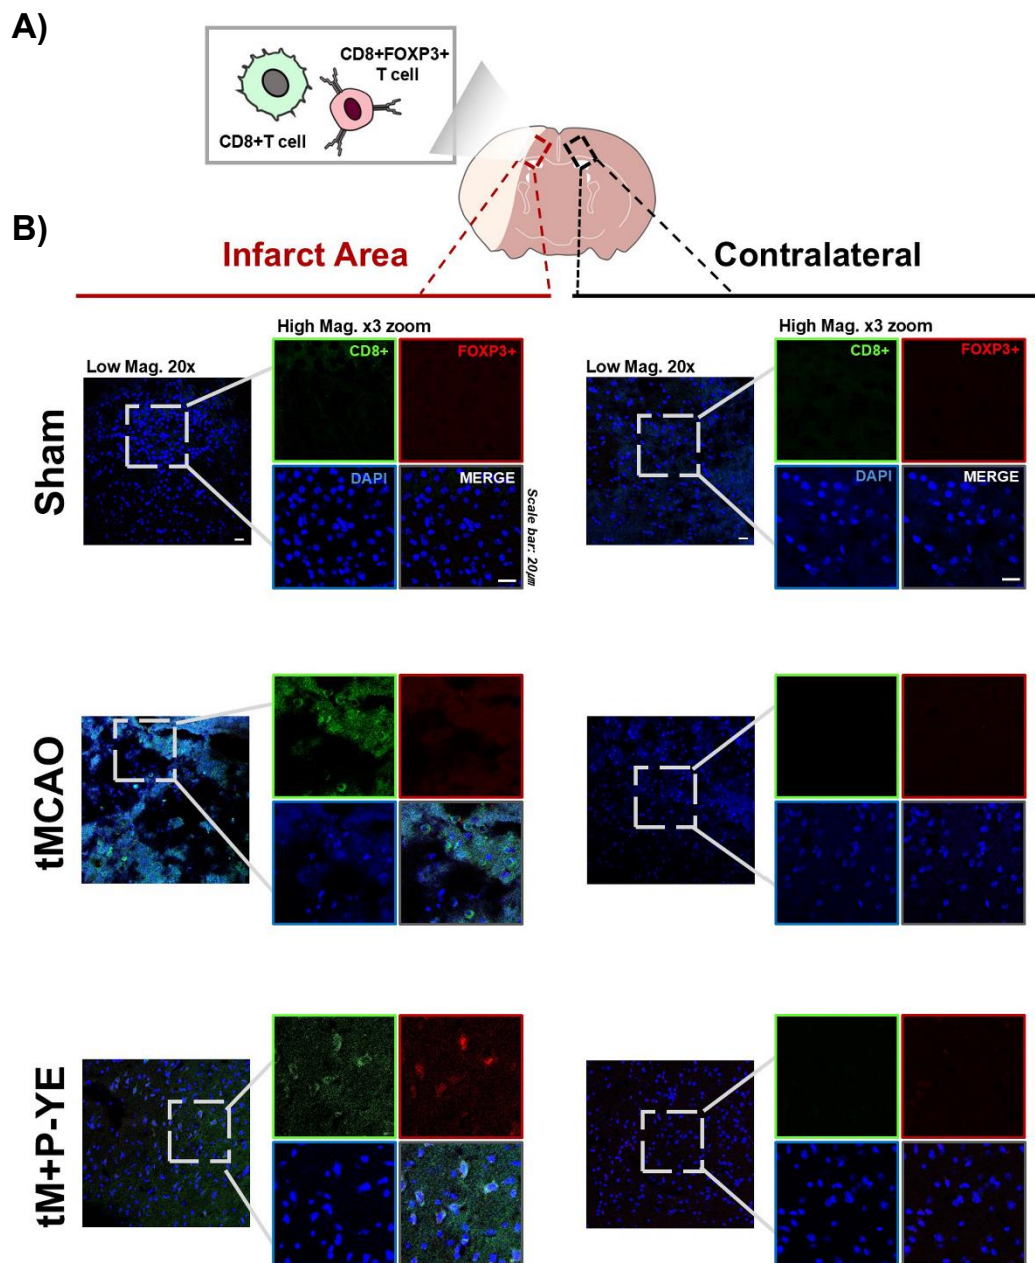 A)
CD8+FOXP3+
T cell
CD8+T cell
B)
Infarct Area
Contralateral
High Mag. x3 zoom
High Mag. x3 zoom
Low Mag. 20x
CD8+
FOXP3+
Low Mag. 20x
CD8+
FOXP3+
Sham
DAPI
MERGE
DAPI
MERGE
Scale bar: 20㎛
tMCAO
tM+P-YE